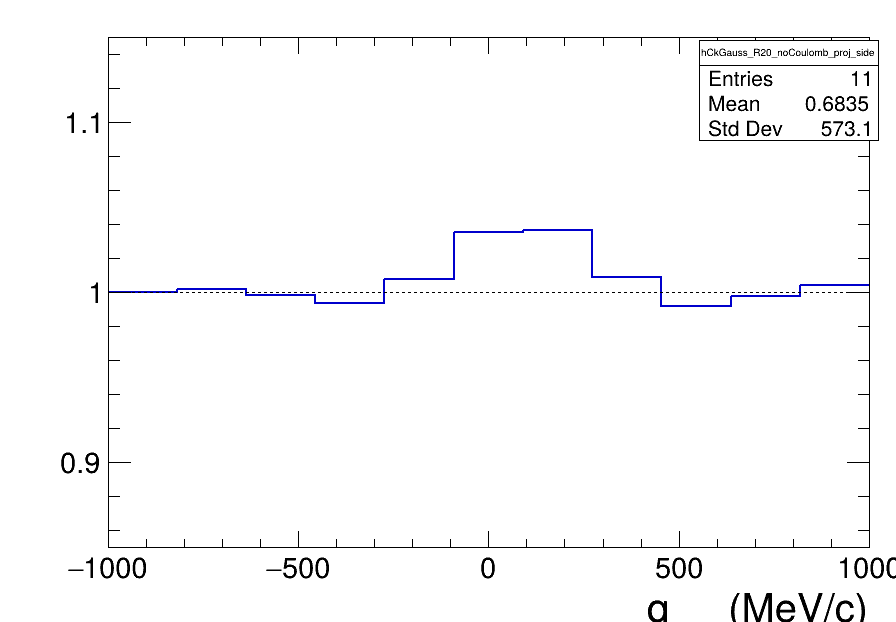 hCkGauss_R20_noCoulomb_proj_side
Entries 11
Mean 0.6835
Std Dev 573.1
1.1
1
0.9
−1000 −500 0 500 1000
q (MeV/c)